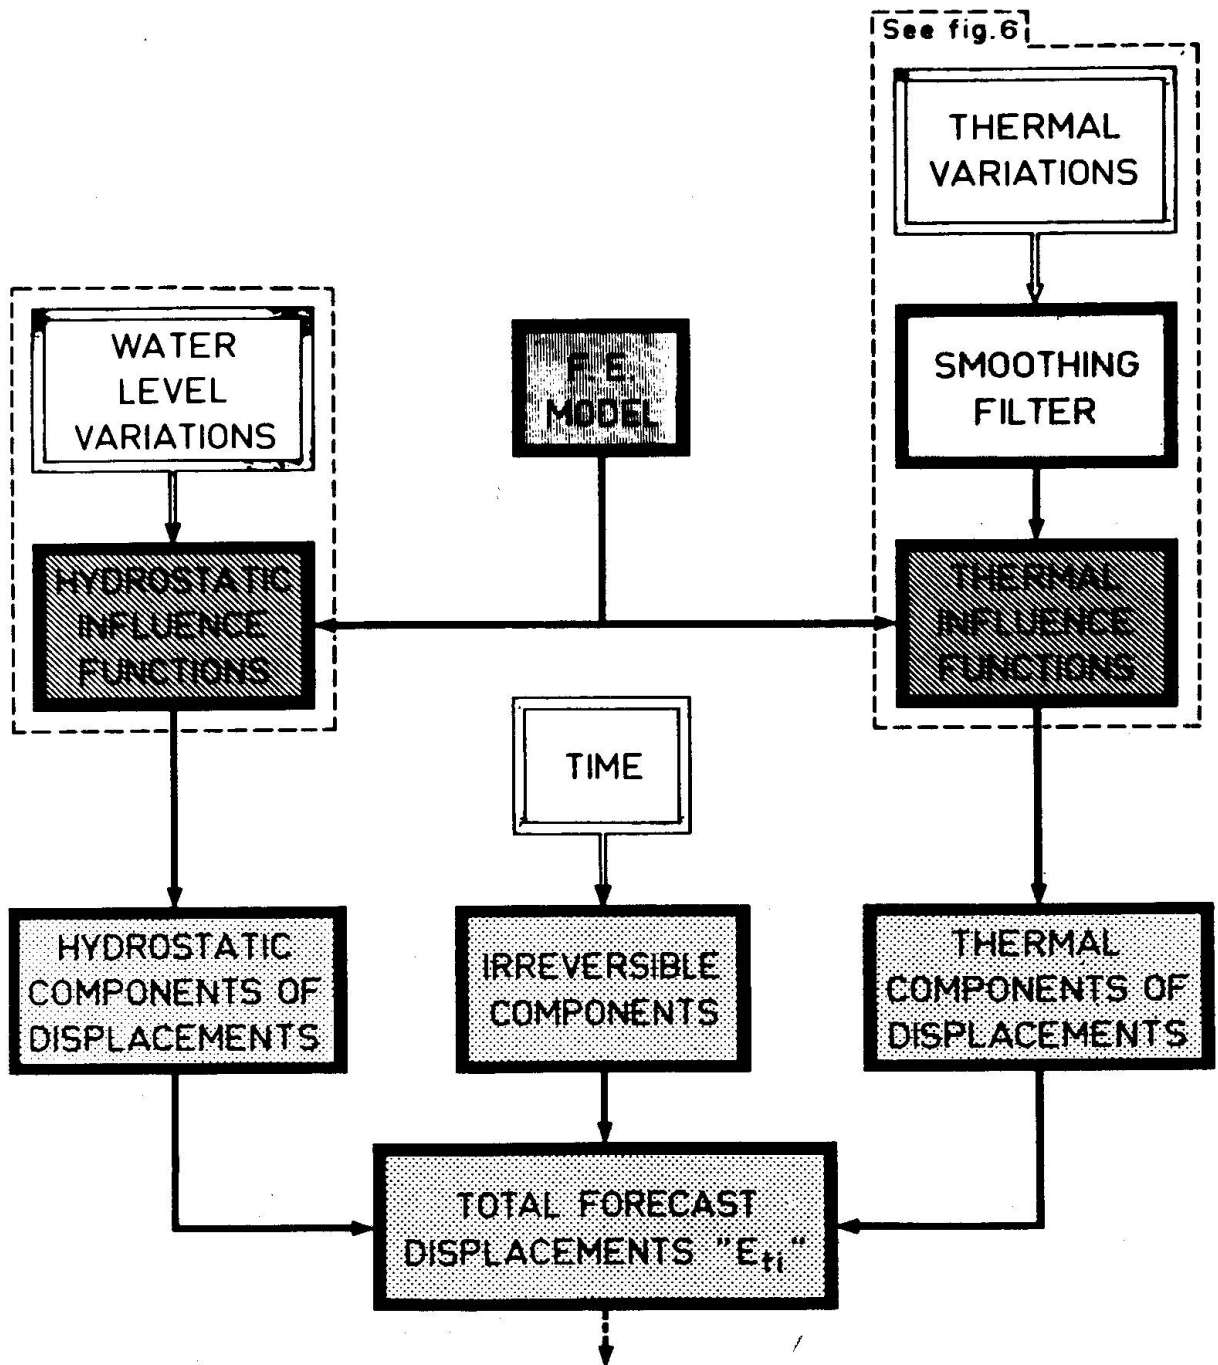 See fig.6
THERMAL
VARIATIONS
WATER
LEVEL
VARIATIONS
F. E.
MODEL
SMOOTHING
FILTER
HYDROSTATIC
INFLUENCE
FUNCTIONS
THERMAL
INFLUENCE
FUNCTIONS
TIME
HYDROSTATIC
COMPONENTS OF
DISPLACEMENTS
IRREVERSIBLE
COMPONENTS
THERMAL
COMPONENTS OF
DISPLACEMENTS
TOTAL FORECAST
DISPLACEMENTS "Eti"